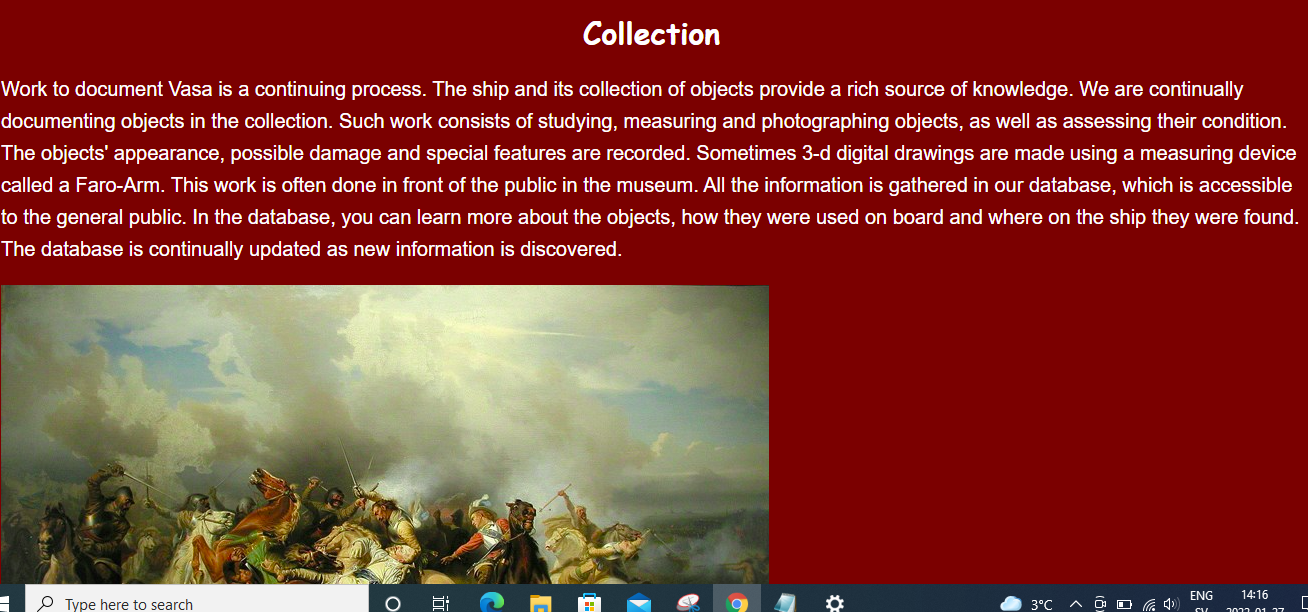 Collection
Work to document Vasa is a continuing process. The ship and its collection of objects provide a rich source of knowledge. We are continually
documenting objects in the collection. Such work consists of studying, measuring and photographing objects, as well as assessing their condition.
The objects' appearance, possible damage and special features are recorded. Sometimes 3-d digital drawings are made using a measuring device
called a Faro-Arm. This work is often done in front of the public in the museum. All the information is gathered in our database, which is accessible
to the general public. In the database, you can learn more about the objects, how they were used on board and where on the ship they were found.
The database is continually updated as new information is discovered.
Type here to search
3°C
ENG
14:16